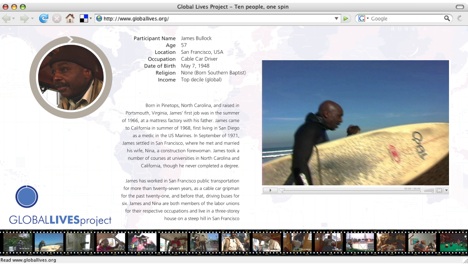 Global Lives Project - Ten people, one spin
http://www.globallives.org/
Google
Participant Name James Bullock
Age 57
Location San Francisco, USA
Occupation Cable Car Driver
Date of Birth May 7, 1948
Religion None (Born Southern Baptist)
Income Top decile (global)
Born in Pinetops, North Carolina, and raised in
Portsmouth, Virginia, James' first job was in the summer
of 1966, at a mattress factory with his father. James came
to California in summer of 1968, first living in San Diego
as a medic in the US Marines. In September of 1971,
James settled in San Francisco, where he met and married
his wife, Nina, a construction forewoman. James took a
number of courses at universities in North Carolina and
California, though he never completed a degree.
James has worked in San Francisco public transportation
for more than twenty-seven years, as a cable car gripman
for the past twenty-one, and before that, driving buses off
and on. James and Nina are both members of the labor unions
for their respective occupations and live in a three-storey
house on a steep hill in San Francisco.
GLOBALLIVESproject
Read www.globallives.org